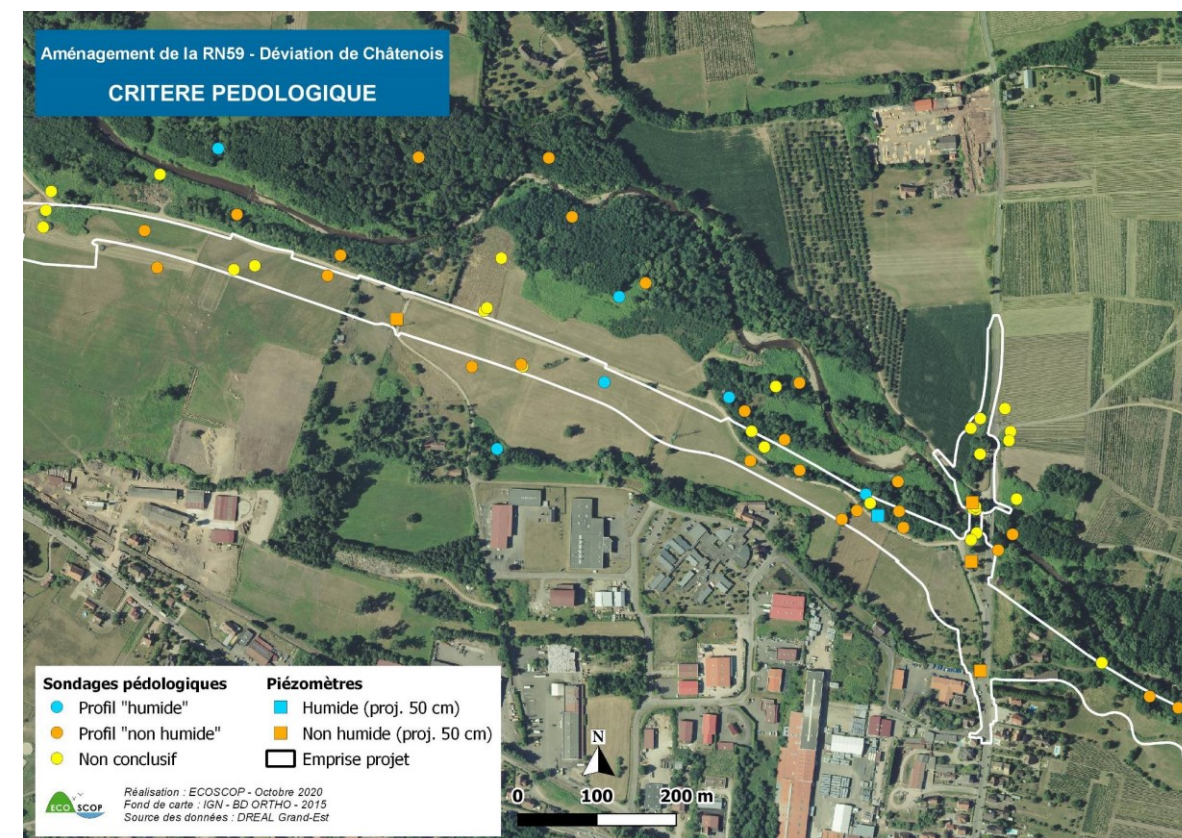 Aménagement de la RN59 - Déviation de Châtenois
CRITERE PEDOLOGIQUE
Sondages pédologiques
Profil "humide"
Profil "non humide"
Non conclusif
Piézomètres
Humide (proj. 50 cm)
Non humide (proj. 50 cm)
Emprise projet
ECO SCOP
Réalisation : ECOSCOP - Octobre 2020
Fond de carte : IGN - BD ORTHO - 2015
Source des données : DREAL Grand-Est
N
0 100 200 m